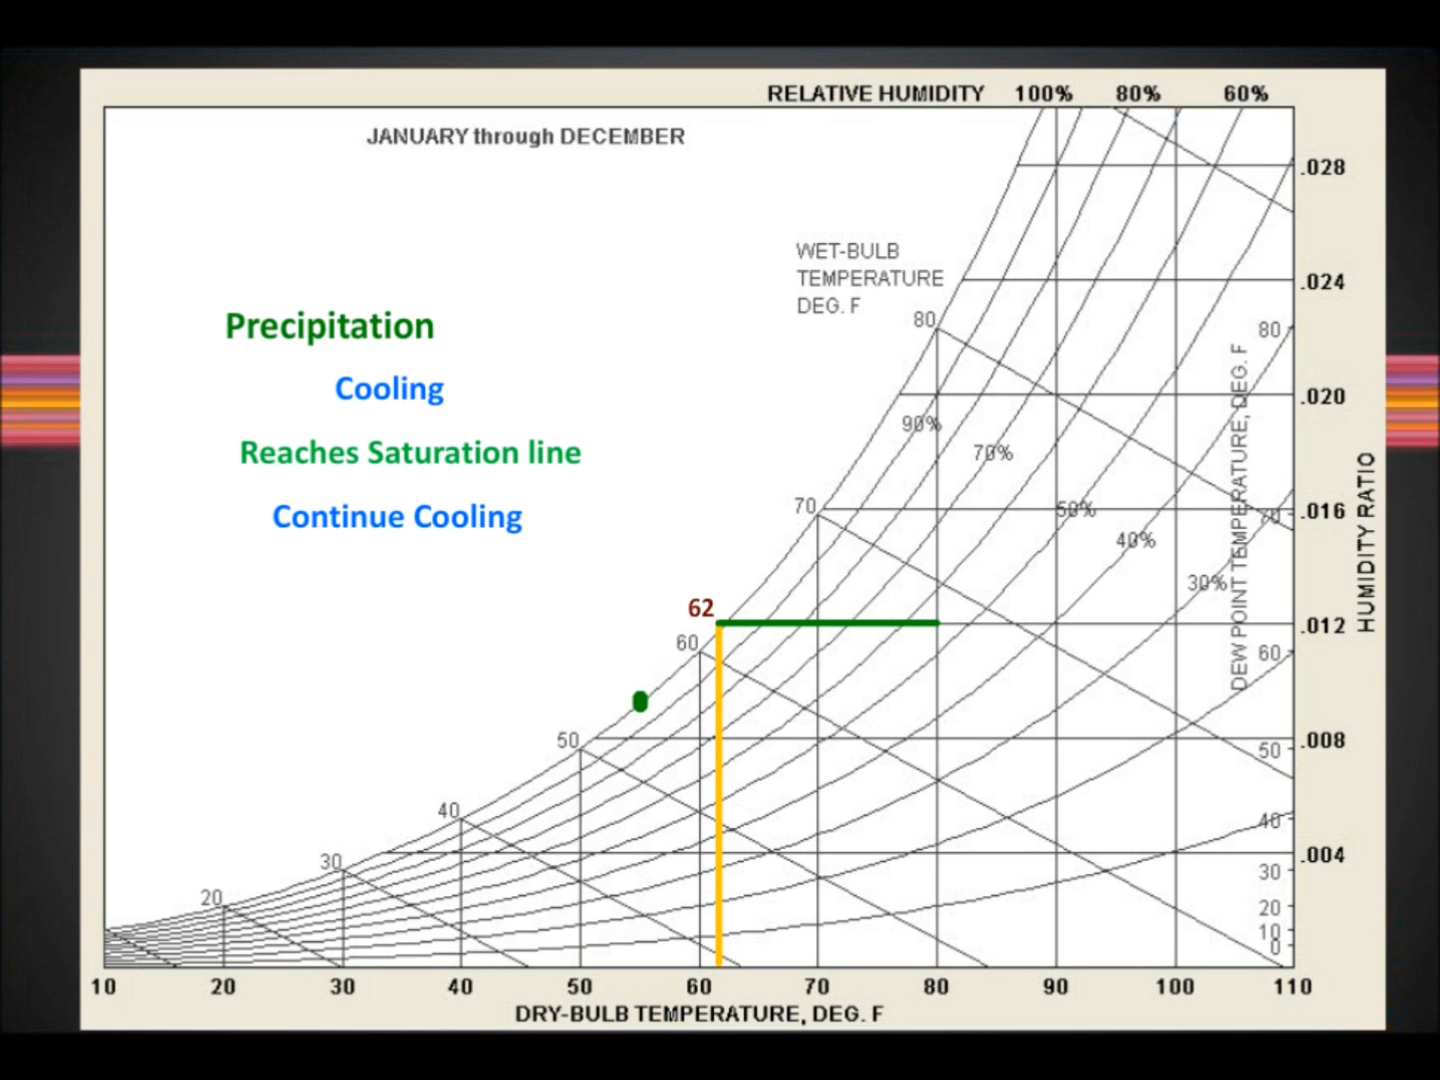 RELATIVE HUMIDITY 100% 80% 60%
JANUARY through DECEMBER
.028
WET-BULB
TEMPERATURE
DEG. F
.024
Precipitation
80
80
Cooling
.020
90%
Reaches Saturation line
70%
70
50%
70
.016
Continue Cooling
40%
30%
DEW POINT TEMPERATURE, DEG. F
HUMIDITY RATIO
62
.012
60
60
50
.008
50
40
40
.004
30
30
20
20
10
0
10 20 30 40 50 60 70 80 90 100 110
DRY-BULB TEMPERATURE, DEG. F